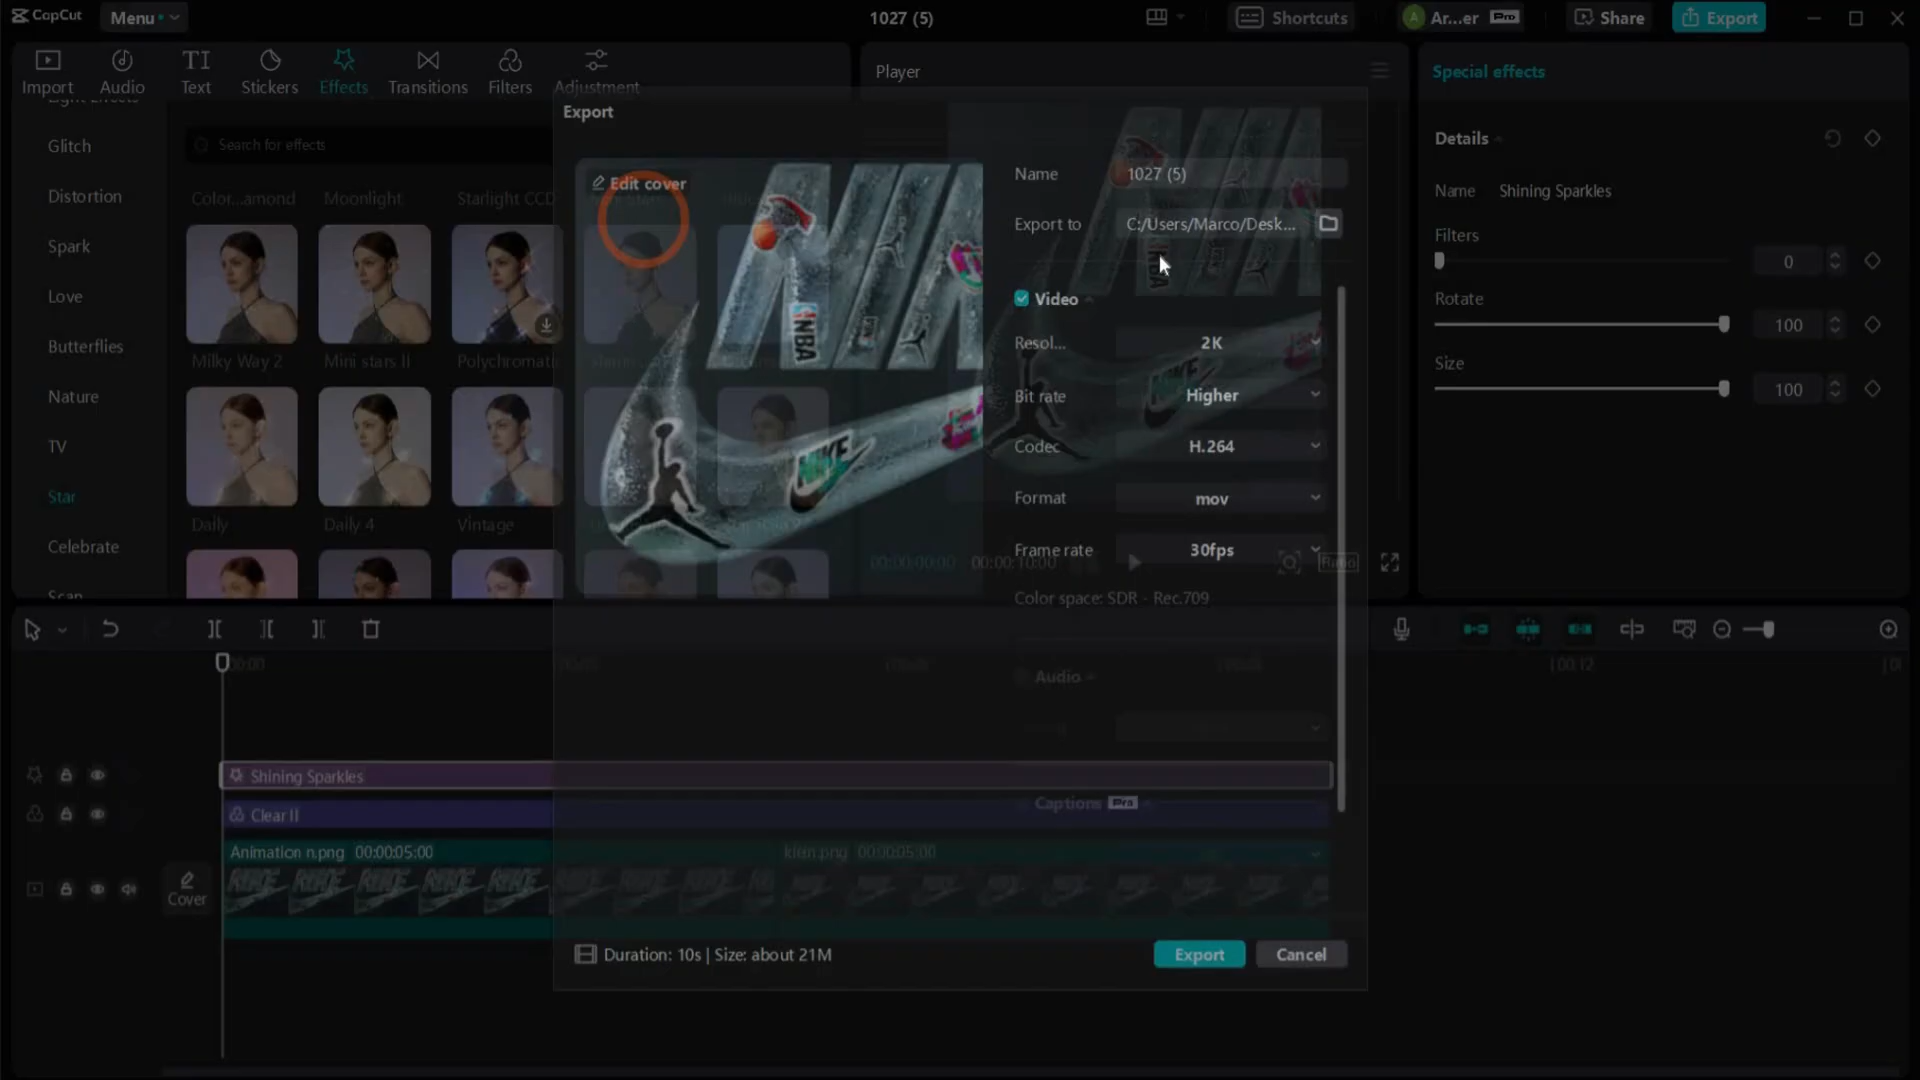 CapCut
Menu
1027 (5)
Shortcuts
Ar...er
Pro
Share
Export
Import
Audio
Text
Stickers
Effects
Transitions
Filters
Adjustment
Player
Special effects
Glitch
Distortion
Spark
Love
Butterflies
Nature
TV
Star
Celebrate
Search for effects
Color...amond
Moonlight
Starlight CCD
Milky Way 2
Mini stars II
Daily
Daily 4
Vintage
Export
Edit cover
NBA
NIKE
Name
1027 (5)
Export to
C:/Users/Marco/Desk...
Video
Resol...
2K
Bit rate
Higher
Codec
H.264
Format
mov
Frame rate
30fps
Color space: SDR - Rec.709
Audio
Captions
Pro
Duration: 10s | Size: about 21M
Export
Cancel
00:00:00:00
00:00:10:00
Details
Name
Shining Sparkles
Filters
0
Rotate
100
Size
100
00:00
00:12
Shining Sparkles
Clear II
Animation n.png 00:00:05:00
00:00:05:00
Cover